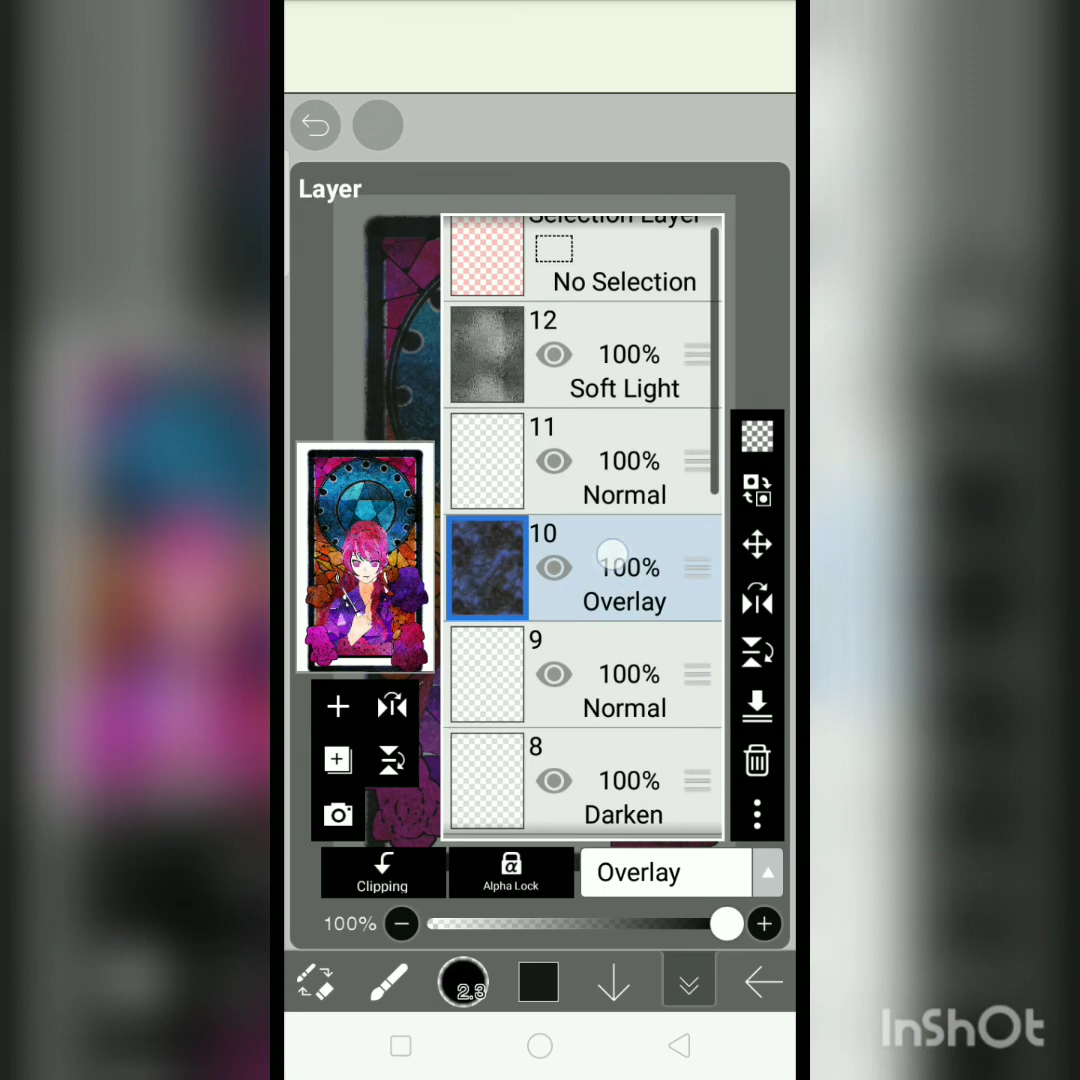 Layer
Selection Layer
No Selection
12
100%
Soft Light
11
100%
Normal
10
100%
Overlay
9
100%
Normal
8
100%
Darken
Clipping
α
Alpha Lock
Overlay
100%
2.3
InShOt